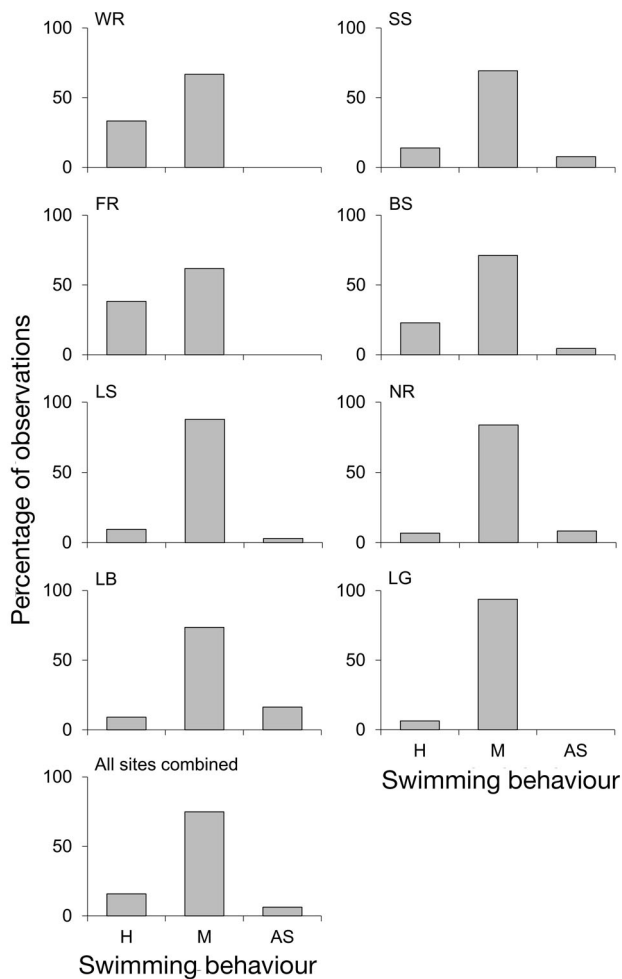 Percentage of observations
WR
100
50
0
SS
100
50
0
FR
100
50
0
BS
100
50
0
LS
100
50
0
NR
100
50
0
LB
100
50
0
LG
100
50
0
H M AS
Swimming behaviour
All sites combined
100
50
0
H M AS
Swimming behaviour